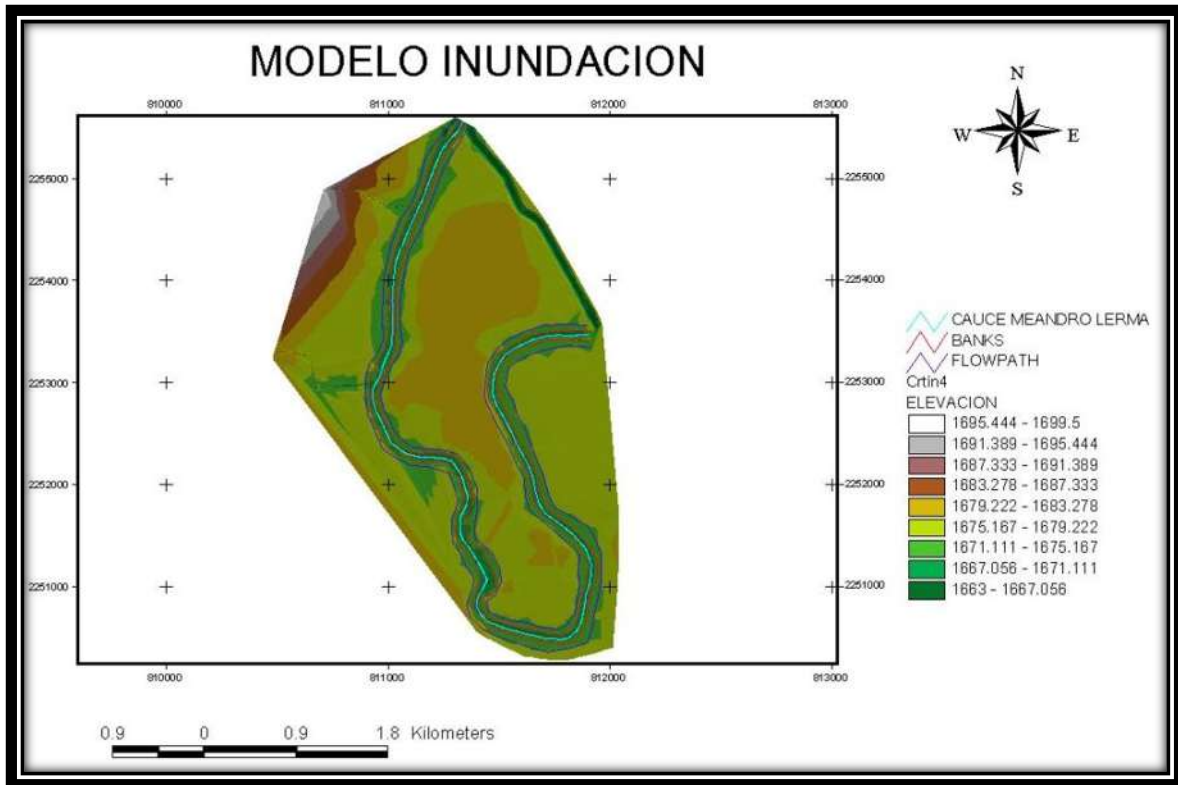 MODELO INUNDACION
N
W E
S
810000 811000 812000 813000
2255000 2255000
2254000 2254000
2253000 2253000
2252000 2252000
2251000 2251000
810000 811000 812000 813000
CAUCE MEANDRO LERMA
BANKS
FLOWPATH
Crtin4
ELEVACION
1695.444 - 1699.5
1691.389 - 1695.444
1687.333 - 1691.389
1683.278 - 1687.333
1679.222 - 1683.278
1675.167 - 1679.222
1671.111 - 1675.167
1667.056 - 1671.111
1663 - 1667.056
0.9 0 0.9 1.8 Kilometers